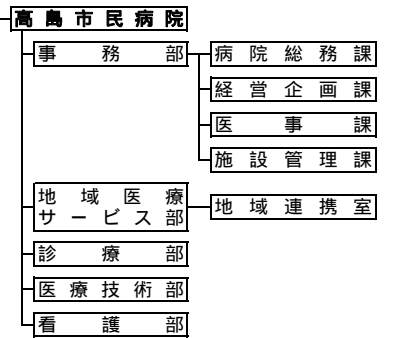 高島市民病院
事務部
病院総務課
経営企画課
医事課
施設管理課
地域医療
サービス部
地域連携室
診療部
医療技術部
看護部